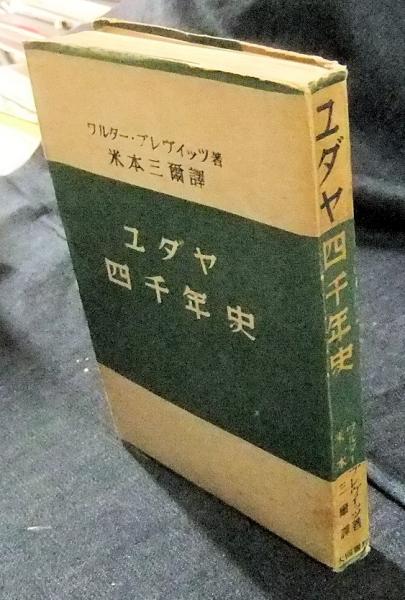 ワルター・プレヴイッツ著
米本三爾譯
ユダヤ
四千年史
ユダヤ四千年史
ワルター・プレヴイッツ著
米本三爾譯